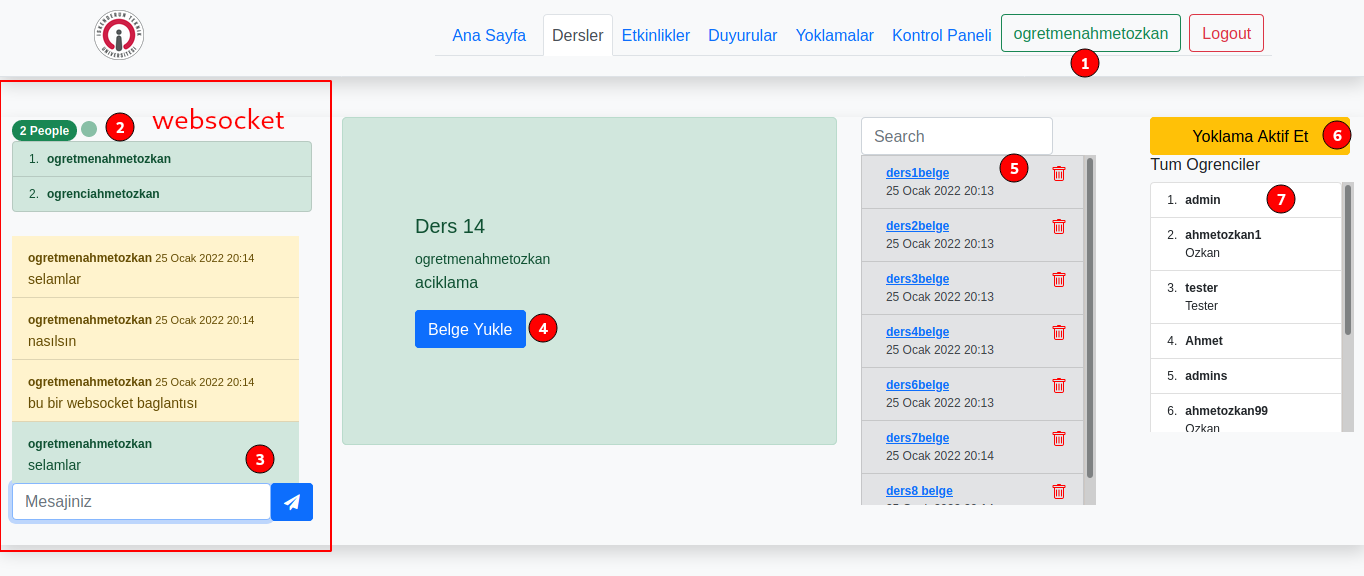 İSKENDERUN TEKNİK ÜNİVERSİTESİ
Ana Sayfa
Dersler
Etkinlikler
Duyurular
Yoklamalar
Kontrol Paneli
ogretmenahmetozkan
Logout
1
2 People
2
websocket
1. ogretmenahmetozkan
2. ogrenciahmetozkan
ogretmenahmetozkan 25 Ocak 2022 20:14
selamlar
ogretmenahmetozkan 25 Ocak 2022 20:14
nasılsın
ogretmenahmetozkan 25 Ocak 2022 20:14
bu bir websocket baglantısı
ogretmenahmetozkan
selamlar
3
Mesajiniz
Ders 14
ogretmenahmetozkan
aciklama
Belge Yukle
4
Search
5
ders1belge
25 Ocak 2022 20:13
ders2belge
25 Ocak 2022 20:13
ders3belge
25 Ocak 2022 20:13
ders4belge
25 Ocak 2022 20:13
ders6belge
25 Ocak 2022 20:13
ders7belge
25 Ocak 2022 20:14
ders8 belge
Yoklama Aktif Et
6
Tum Ogrenciler
7
1. admin
2. ahmetozkan1
Ozkan
3. tester
Tester
4. Ahmet
5. admins
6. ahmetozkan99
Ozkan